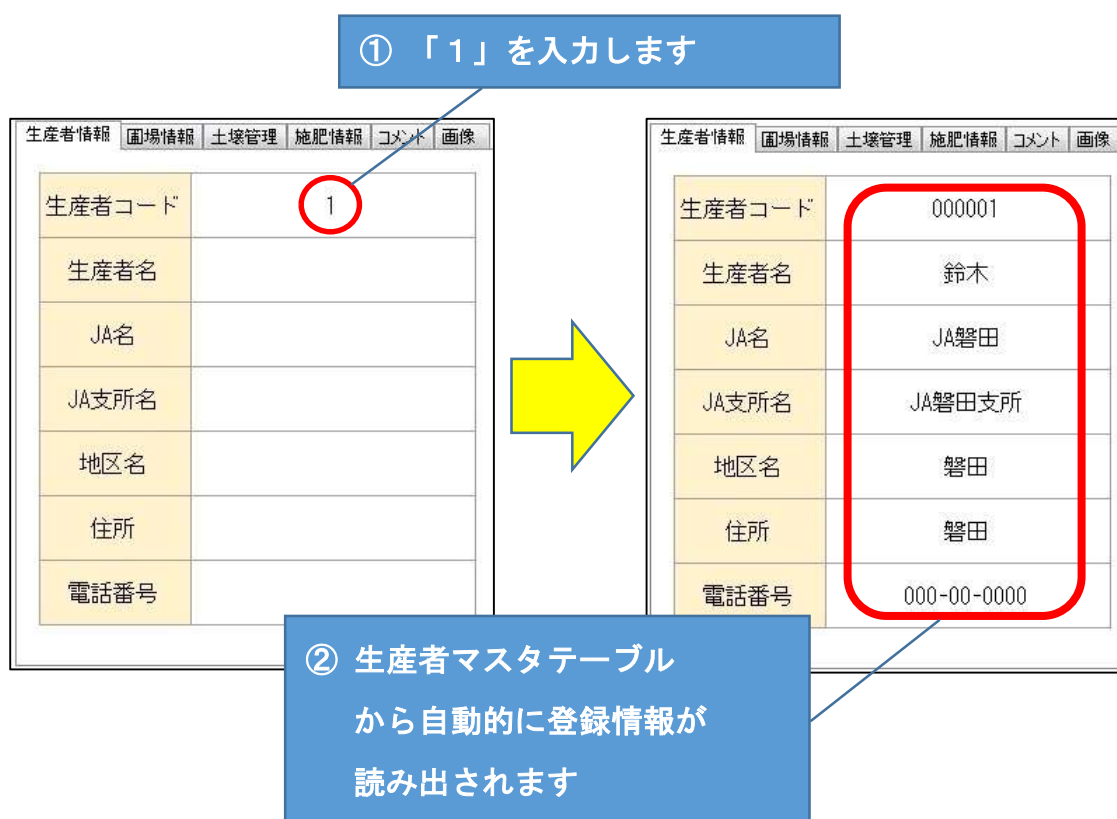 ① 「１」を入力します
生産者情報 圃場情報 土壌管理 施肥情報 コメント 画像
生産者コード 1
生産者名
JA名
JA支所名
地区名
住所
電話番号
生産者情報 圃場情報 土壌管理 施肥情報 コメント 画像
生産者コード 000001
生産者名 鈴木
JA名 JA磐田
JA支所名 JA磐田支所
地区名 磐田
住所 磐田
電話番号 000-00-0000
② 生産者マスタテーブル
から自動的に登録情報が
読み出されます